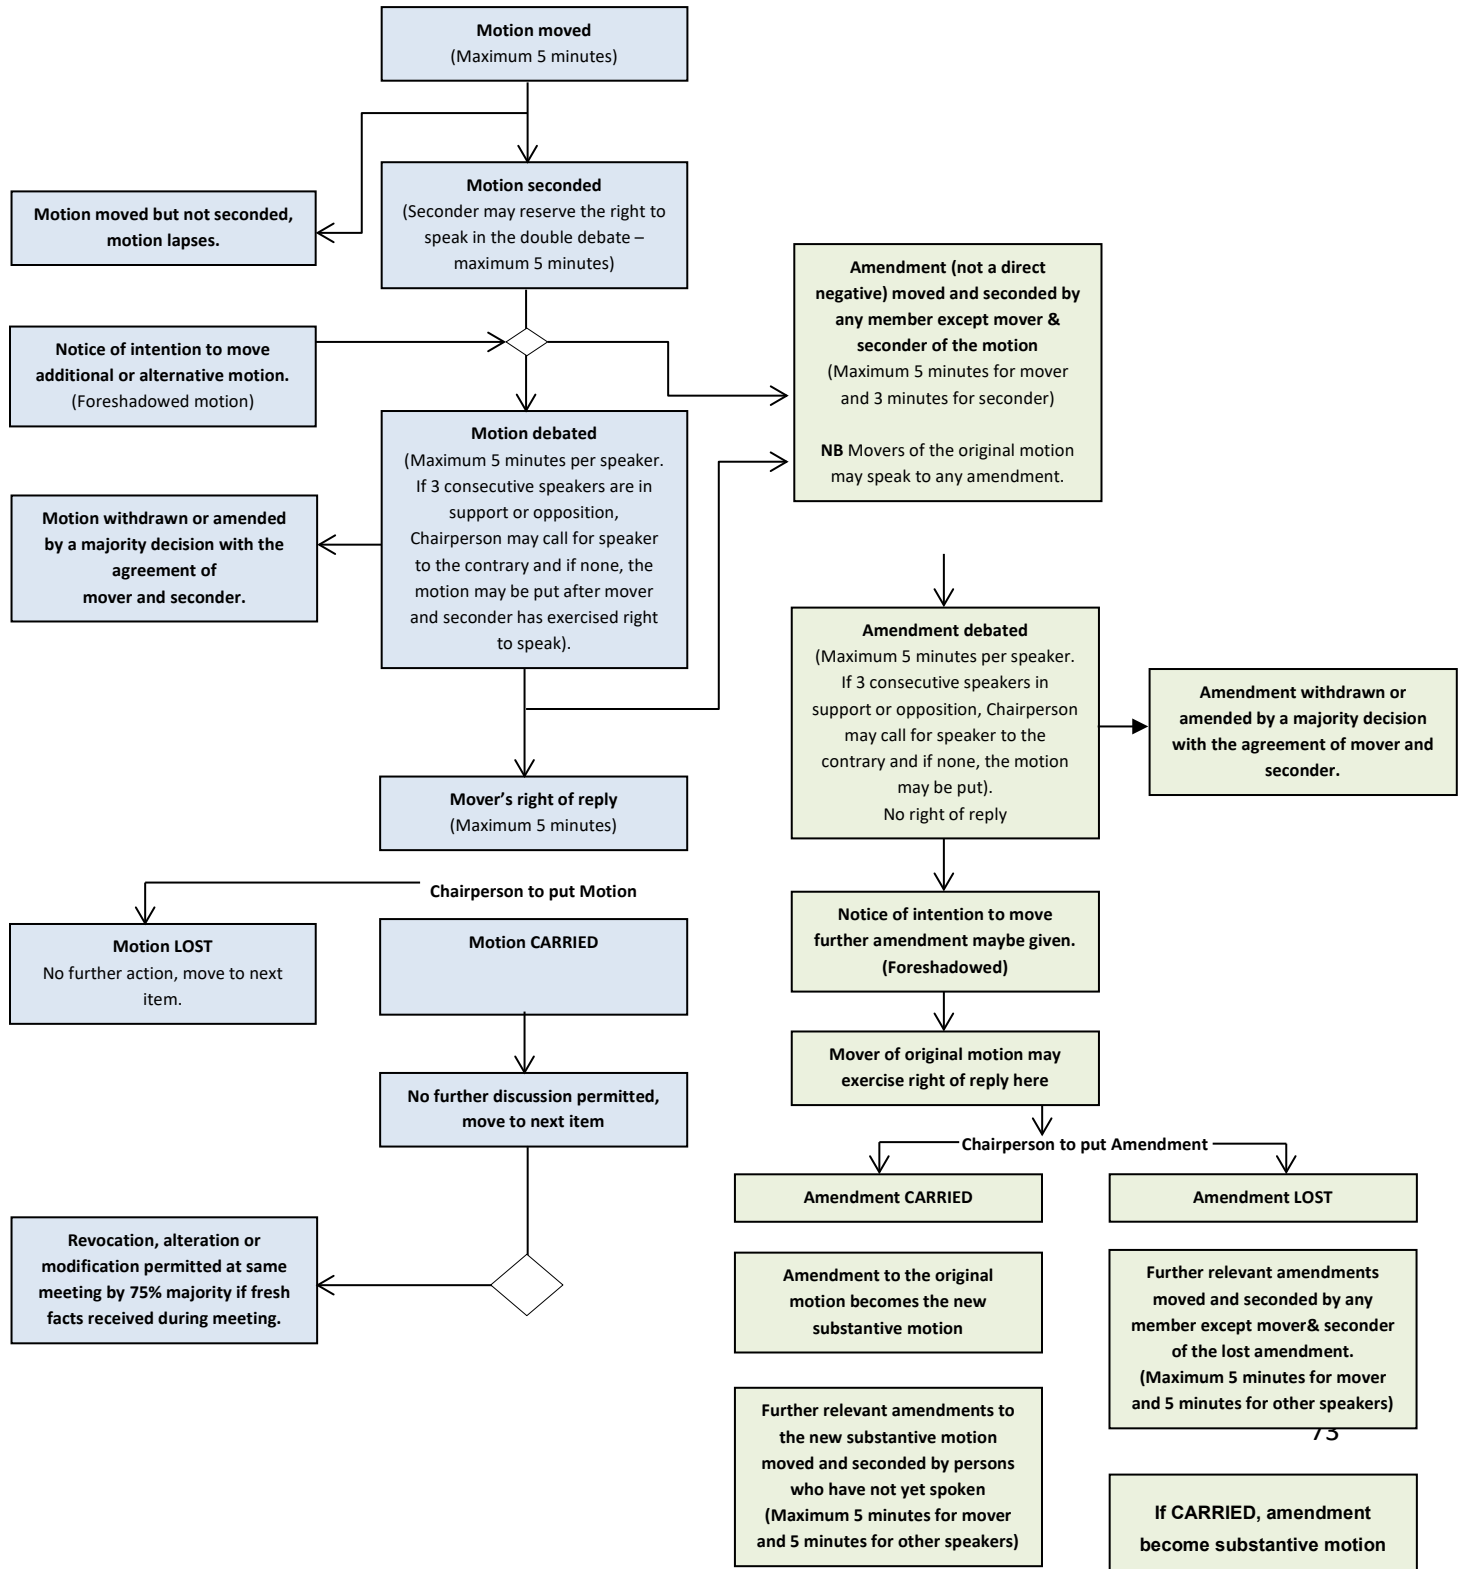 Motion moved
(Maximum 5 minutes)
Motion seconded
(Seconder may reserve the right to
speak in the double debate –
maximum 5 minutes)
Motion moved but not seconded,
motion lapses.
Notice of intention to move
additional or alternative motion.
(Foreshadowed motion)
Amendment (not a direct
negative) moved and seconded by
any member except mover &
seconder of the motion
(Maximum 5 minutes for mover
and 3 minutes for seconder)
NB Movers of the original motion
may speak to any amendment.
Motion debated
(Maximum 5 minutes per speaker.
If 3 consecutive speakers are in
support or opposition,
Chairperson may call for speaker
to the contrary and if none, the
motion may be put after mover
and seconder has exercised right
to speak).
Motion withdrawn or amended
by a majority decision with the
agreement of
mover and seconder.
Amendment debated
(Maximum 5 minutes per speaker.
If 3 consecutive speakers in
support or opposition, Chairperson
may call for speaker to the
contrary and if none, the motion
may be put).
No right of reply
Amendment withdrawn or
amended by a majority decision
with the agreement of mover and
seconder.
Mover’s right of reply
(Maximum 5 minutes)
Chairperson to put Motion
Motion LOST
No further action, move to next
item.
Motion CARRIED
Notice of intention to move
further amendment maybe given.
(Foreshadowed)
Mover of original motion may
exercise right of reply here
No further discussion permitted,
move to next item
Chairperson to put Amendment
Amendment CARRIED
Amendment LOST
Revocation, alteration or
modification permitted at same
meeting by 75% majority if fresh
facts received during meeting.
Amendment to the original
motion becomes the new
substantive motion
Further relevant amendments
moved and seconded by any
member except mover& seconder
of the lost amendment.
(Maximum 5 minutes for mover
and 5 minutes for other speakers)
Further relevant amendments to
the new substantive motion
moved and seconded by persons
who have not yet spoken
(Maximum 5 minutes for mover
and 5 minutes for other speakers)
73
If CARRIED, amendment
become substantive motion